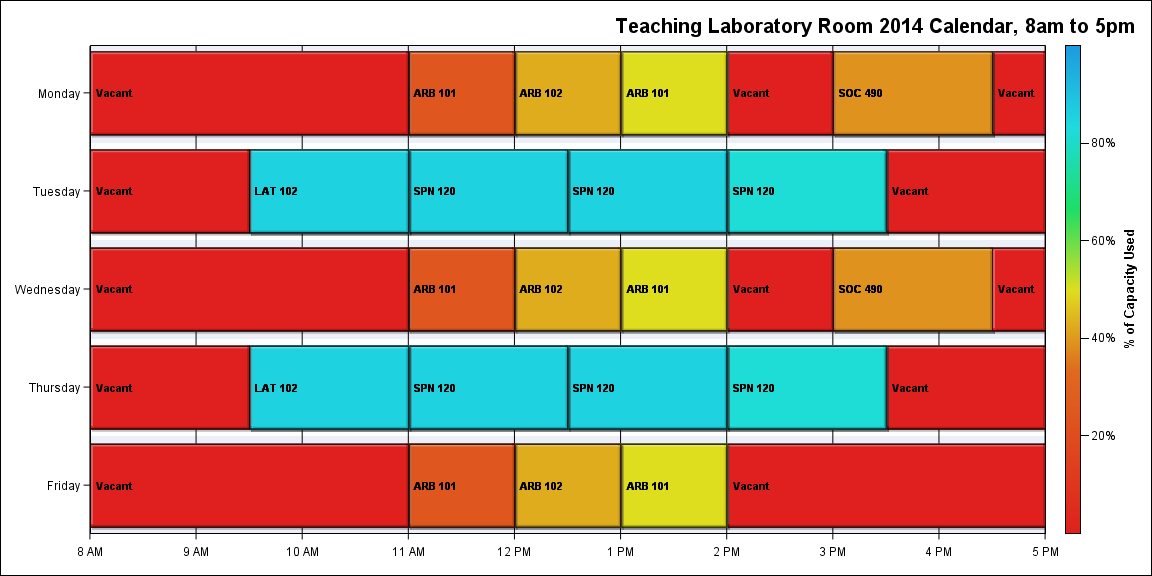 Teaching Laboratory Room 2014 Calendar, 8am to 5pm
Monday
Vacant
ARB 101
ARB 102
ARB 101
Vacant
SOC 490
Vacant
Tuesday
Vacant
LAT 102
SPN 120
SPN 120
SPN 120
Vacant
Wednesday
Vacant
ARB 101
ARB 102
ARB 101
Vacant
SOC 490
Vacant
Thursday
Vacant
LAT 102
SPN 120
SPN 120
SPN 120
Vacant
Friday
Vacant
ARB 101
ARB 102
ARB 101
Vacant
8 AM
9 AM
10 AM
11 AM
12 PM
1 PM
2 PM
3 PM
4 PM
5 PM
80%
60%
40%
20%
% of Capacity Used